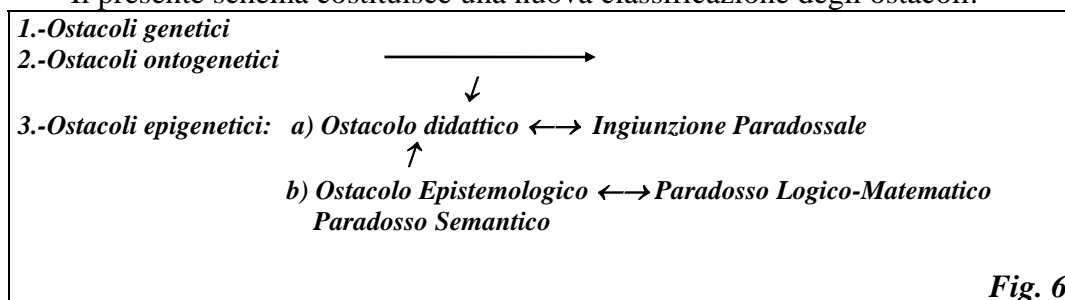 Il presente schema costituisce una nuova classificazione degli ostacoli:
1.-Ostacoli genetici
2.-Ostacoli ontogenetici
3.-Ostacoli epigenetici: a) Ostacolo didattico ←→ Ingiunzione Paradossale
b) Ostacolo Epistemologico ←→ Paradosso Logico-Matematico
Paradosso Semantico
Fig. 6